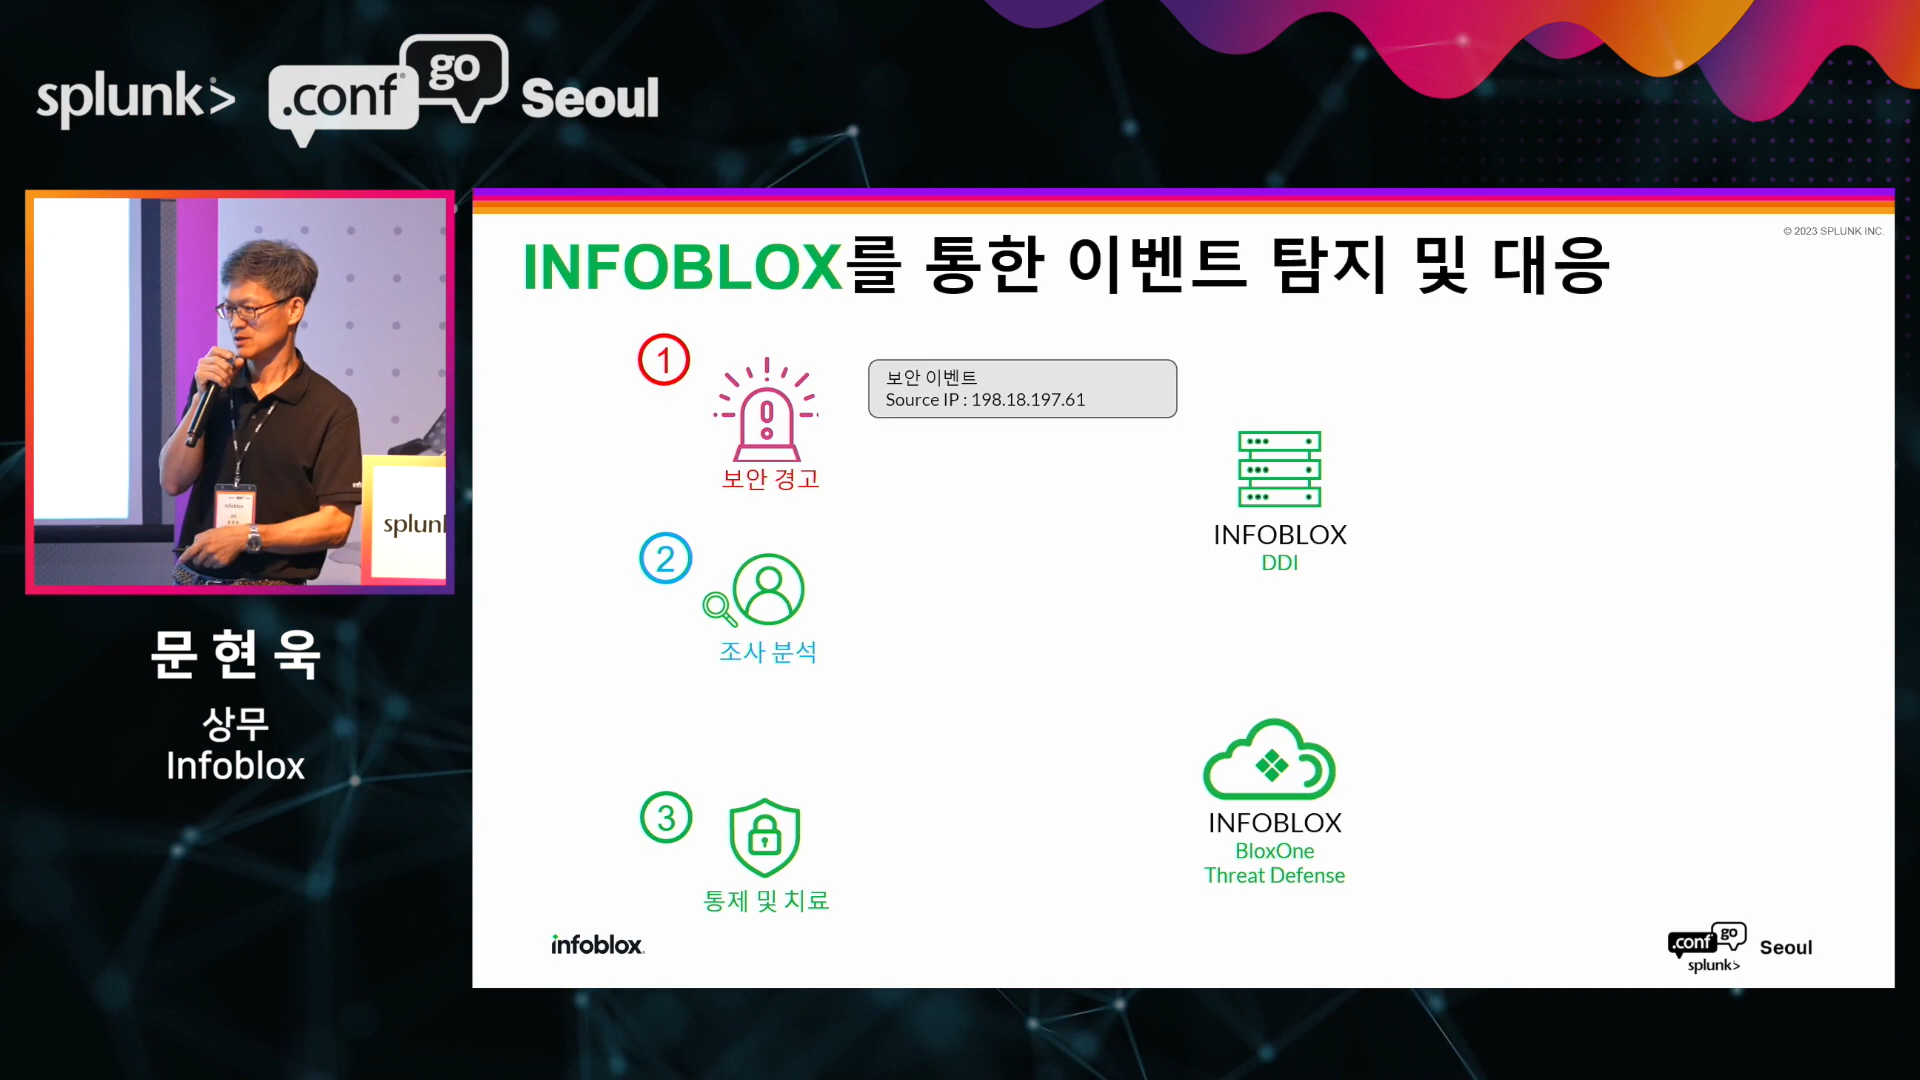 splunk>
.conf go Seoul
splunk
문현욱
상무
Infoblox
© 2023 SPLUNK INC.
INFOBLOX를 통한 이벤트 탐지 및 대응
1
보안 경고
보안 이벤트
Source IP : 198.18.197.61
INFOBLOX
DDI
2
조사 분석
3
통제 및 치료
INFOBLOX
BloxOne
Threat Defense
infoblox
.conf go Seoul
splunk>